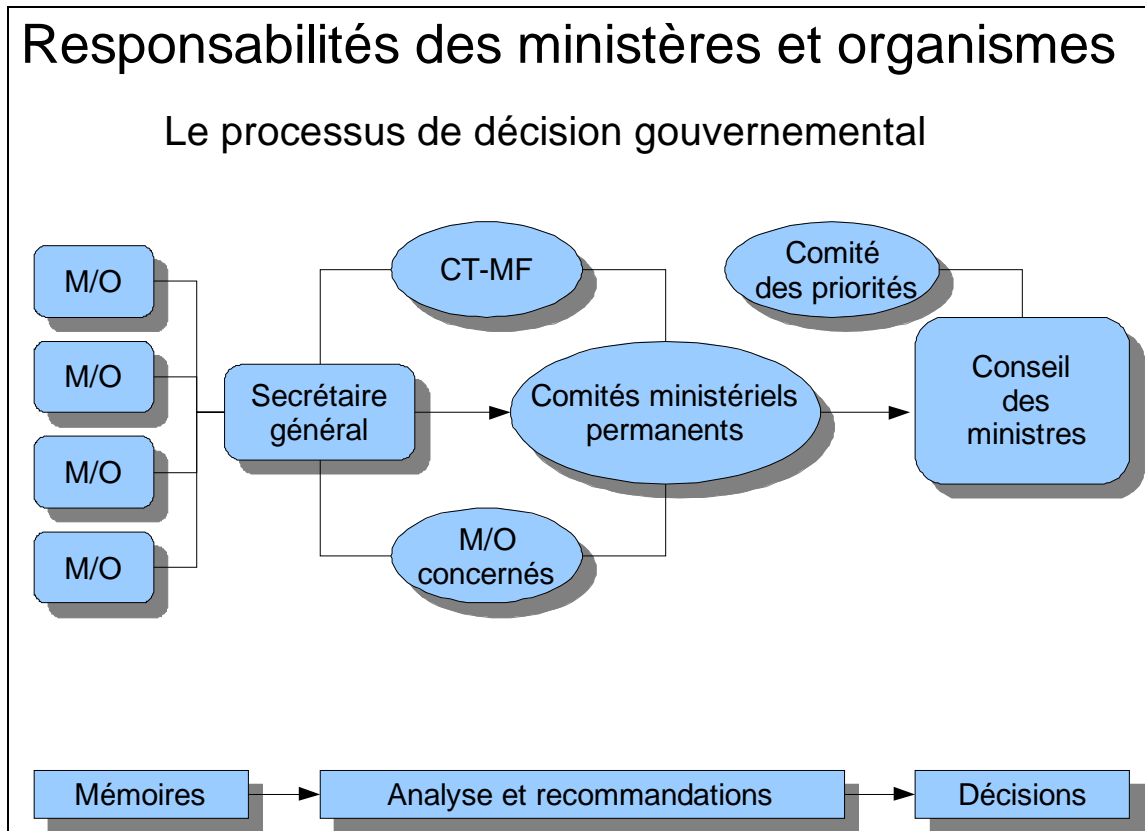 Responsabilités des ministères et organismes
Le processus de décision gouvernemental
M/O
M/O
M/O
M/O
Secrétaire
général
CT-MF
M/O
concernés
Comités ministériels
permanents
Comité
des priorités
Conseil
des
ministres
Mémoires
Analyse et recommandations
Décisions